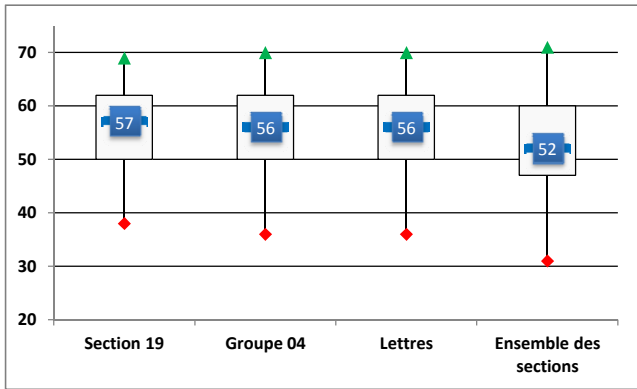 70
60
50
40
30
20
57
56
56
52
Section 19
Groupe 04
Lettres
Ensemble des
sections